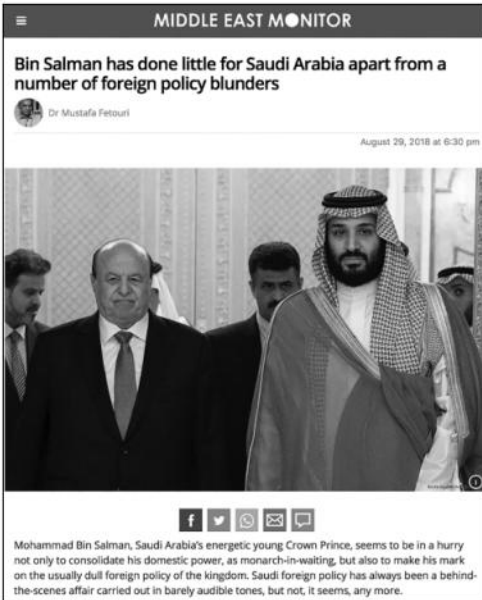 MIDDLE EAST MONITOR
Bin Salman has done little for Saudi Arabia apart from a
number of foreign policy blunders
Dr Mustafa Fetouri
August 29, 2018 at 6:30 pm
Mohammad Bin Salman, Saudi Arabia's energetic young Crown Prince, seems to be in a hurry
not only to consolidate his domestic power, as monarch-in-waiting, but also to make his mark
on the usually dull foreign policy of the kingdom. Saudi foreign policy has always been a behind-
the-scenes affair carried out in barely audible tones, but not, it seems, any more.